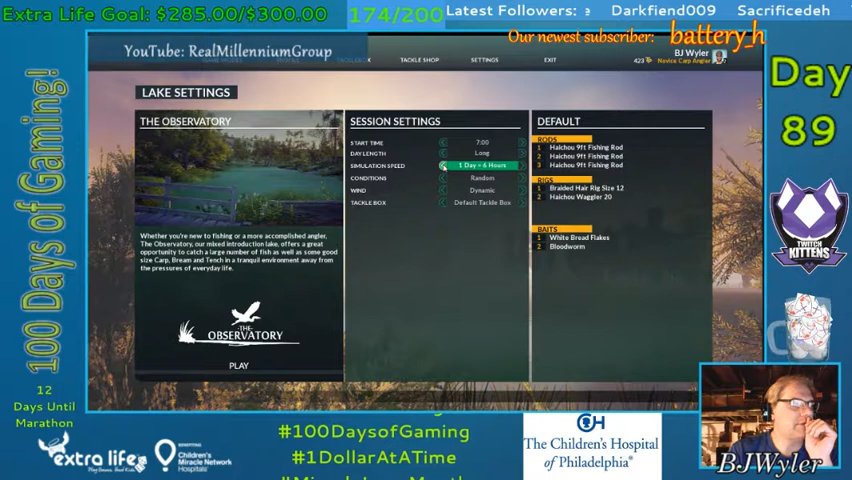 Extra Life Goal: $285.00/$300.00
174/200
Latest Followers:
Darkfiend009
Sacrificedeh
Our newest subscriber: battery_h
YouTube: RealMillenniumGroup
TACKLE SHOP
SETTINGS
EXIT
BJ Wyler
423
Novice Carp Angler
100 Days of Gaming!
Day
89
LAKE SETTINGS
THE OBSERVATORY
Whether you're new to fishing or a more accomplished angler,
The Observatory, our mixed introduction lake, offers a great
opportunity to catch a large number of fish as well as some good
size Carp, Bream and Tench in a tranquil environment away from
the pressures of everyday life.
THE
OBSERVATORY
PLAY
SESSION SETTINGS
START TIME 7:00
DAY LENGTH Long
SIMULATION SPEED 1 Day = 6 Hours
CONDITIONS Random
WIND Dynamic
TACKLE BOX Default Tackle Box
DEFAULT
RODS
1 Haichou 9ft Fishing Rod
2 Haichou 9ft Fishing Rod
3 Haichou 9ft Fishing Rod
RIGS
1 Braided Hair Rig Size 12
2 Haichou Waggler 20
BAITS
1 White Bread Flakes
2 Bloodworm
TWITCH
KITTENS
12
Days Until
Marathon
extra life
Children's
Miracle Network
Hospitals
#100DaysofGaming
#1DollarAtATime
CH
The Children's Hospital
of Philadelphia
BJWyler